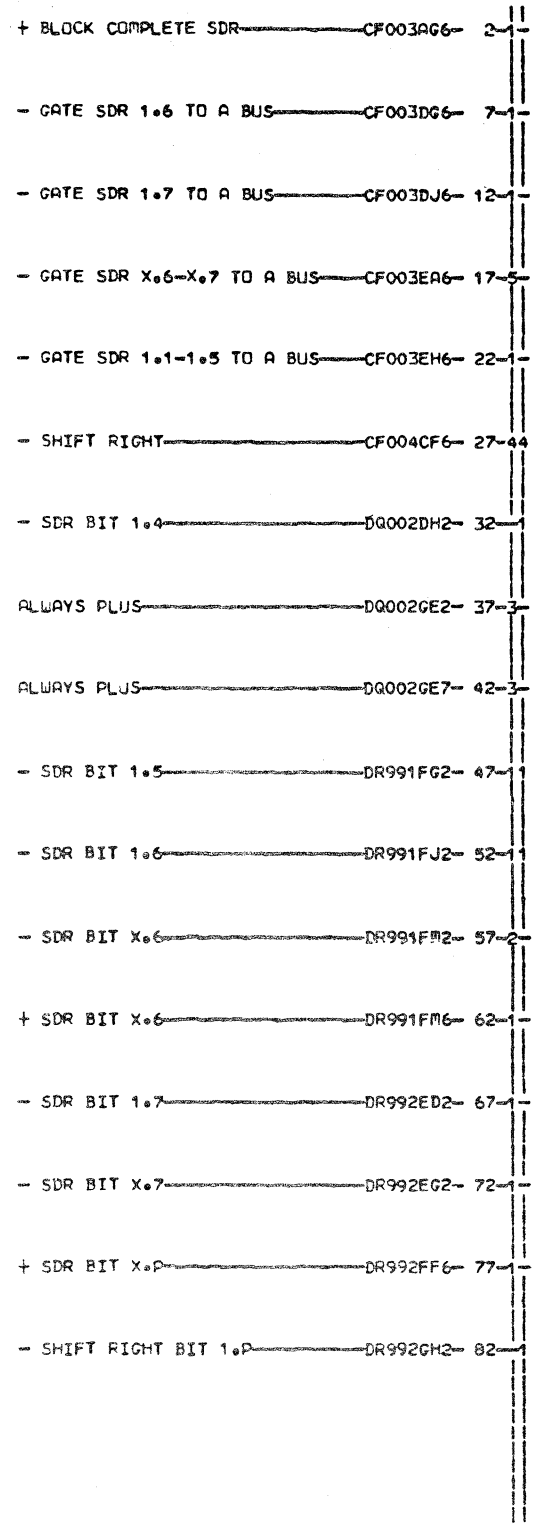 + BLOCK COMPLETE SDR—CF003AG6- 2-1-
- GATE SDR 1.6 TO A BUS—CF003DG6- 7-1-
- GATE SDR 1.7 TO A BUS—CF003DJ6- 12-1-
- GATE SDR X.6-X.7 TO A BUS—CF003EA6- 17-5-
- GATE SDR 1.1-1.5 TO A BUS—CF003EH6- 22-1-
- SHIFT RIGHT—CF004CF6- 27-44
- SDR BIT 1.4—DQ002DH2- 32—1
ALWAYS PLUS—DQ002GE2- 37-3-
ALWAYS PLUS—DQ002GE7- 42-3-
- SDR BIT 1.5—DR991FG2- 47-11
- SDR BIT 1.6—DR991FJ2- 52-11
- SDR BIT X.6—DR991FM2- 57-2-
+ SDR BIT X.6—DR991FM6- 62-1-
- SDR BIT 1.7—DR992ED2- 67-1-
- SDR BIT X.7—DR992EG2- 72-1-
+ SDR BIT X.P—DR992FF6- 77-1-
- SHIFT RIGHT BIT 1.P—DR992GH2- 82—1